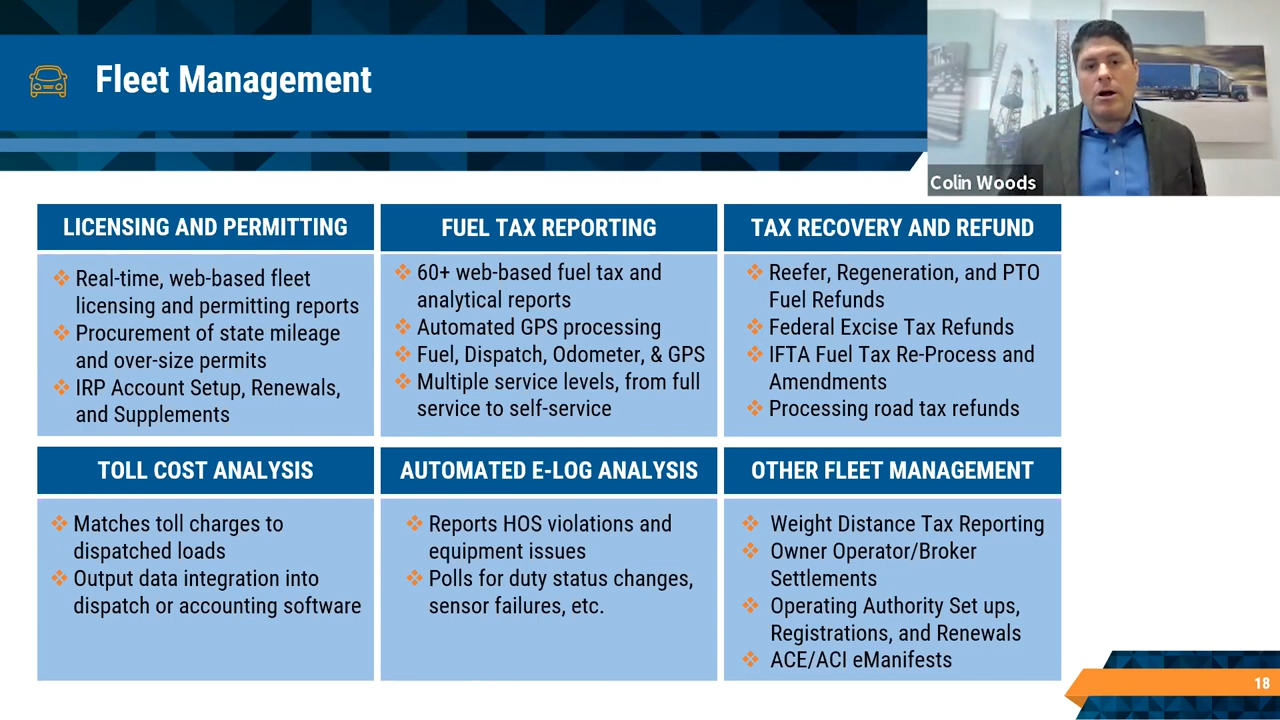 Fleet Management
Colin Woods
LICENSING AND PERMITTING
Real-time, web-based fleet
licensing and permitting reports
Procurement of state mileage
and over-size permits
IRP Account Setup, Renewals,
and Supplements
FUEL TAX REPORTING
60+ web-based fuel tax and
analytical reports
Automated GPS processing
Fuel, Dispatch, Odometer, & GPS
Multiple service levels, from full
service to self-service
TAX RECOVERY AND REFUND
Reefer, Regeneration, and PTO
Fuel Refunds
Federal Excise Tax Refunds
IFTA Fuel Tax Re-Process and
Amendments
Processing road tax refunds
TOLL COST ANALYSIS
Matches toll charges to
dispatched loads
Output data integration into
dispatch or accounting software
AUTOMATED E-LOG ANALYSIS
Reports HOS violations and
equipment issues
Polls for duty status changes,
sensor failures, etc.
OTHER FLEET MANAGEMENT
Weight Distance Tax Reporting
Owner Operator/Broker
Settlements
Operating Authority Set ups,
Registrations, and Renewals
ACE/ACI eManifests
18